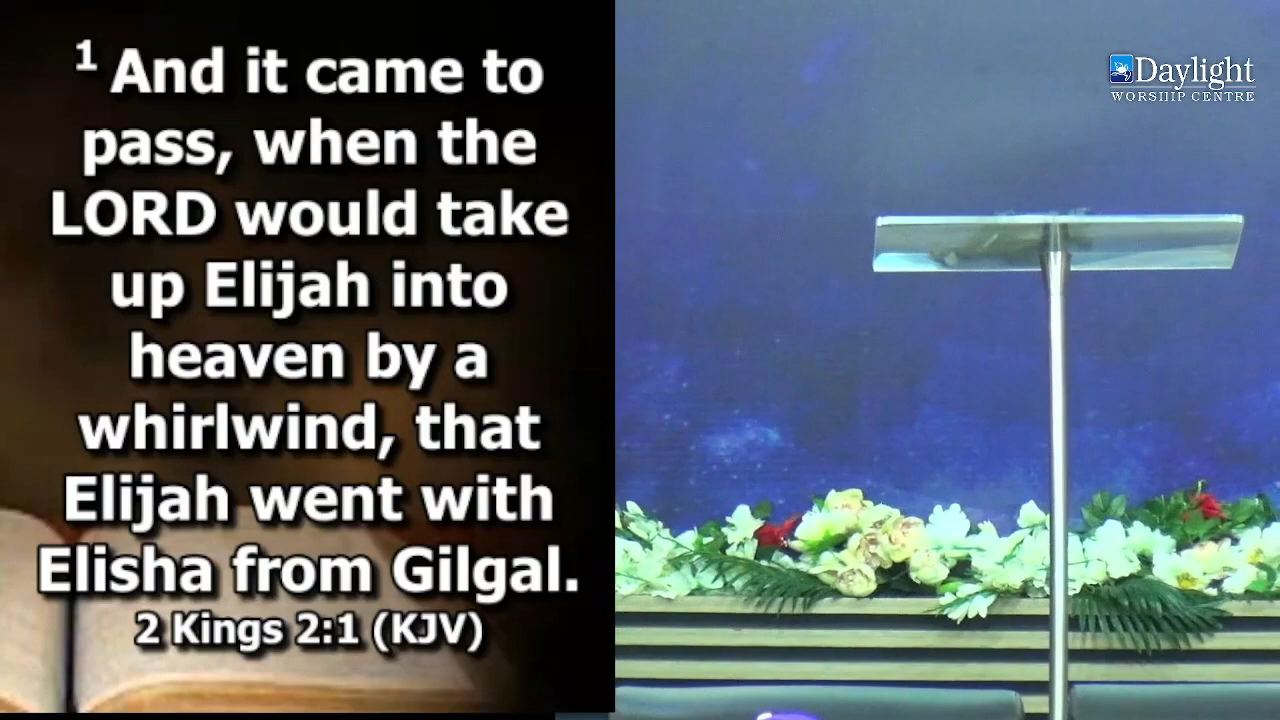 1 And it came to
pass, when the
LORD would take
up Elijah into
heaven by a
whirlwind, that
Elijah went with
Elisha from Gilgal.
2 Kings 2:1 (KJV)
Daylight
WORSHIP CENTRE